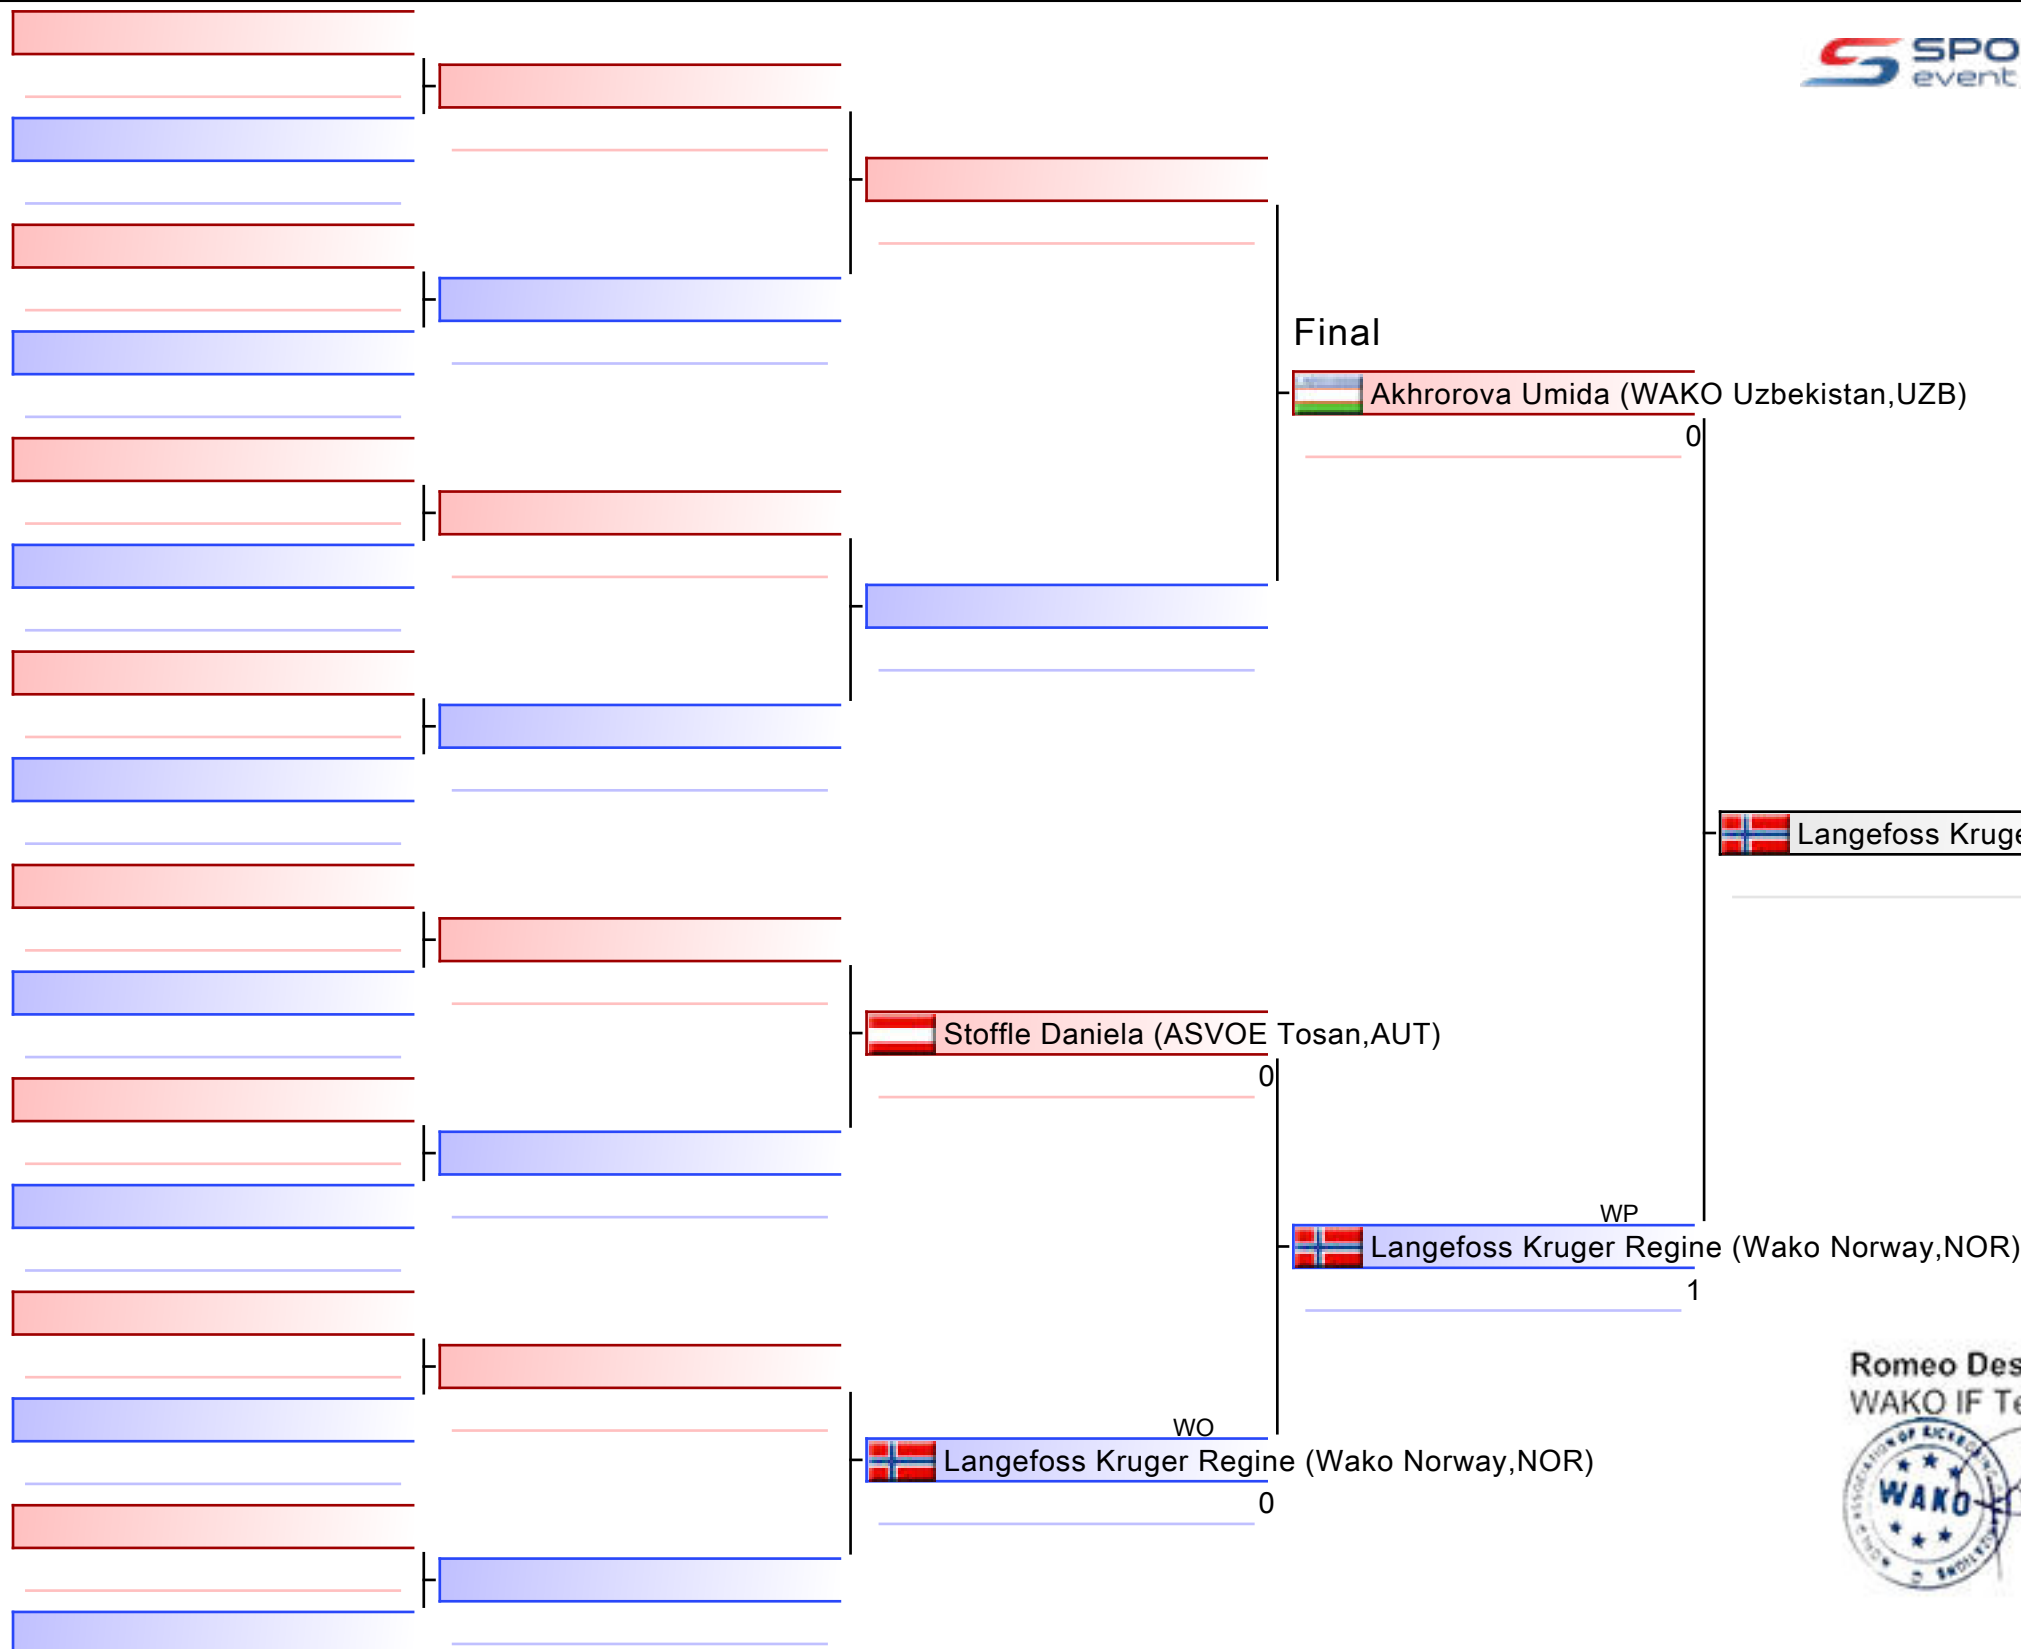 SPO
event
Final
Akhrorova Umida (WAKO Uzbekistan,UZB)
0
Langefoss Kruge
Stoffle Daniela (ASVOE Tosan,AUT)
0
WP
Langefoss Kruger Regine (Wako Norway,NOR)
1
WO
Langefoss Kruger Regine (Wako Norway,NOR)
0
Romeo Des
WAKO IF Te
WAKO